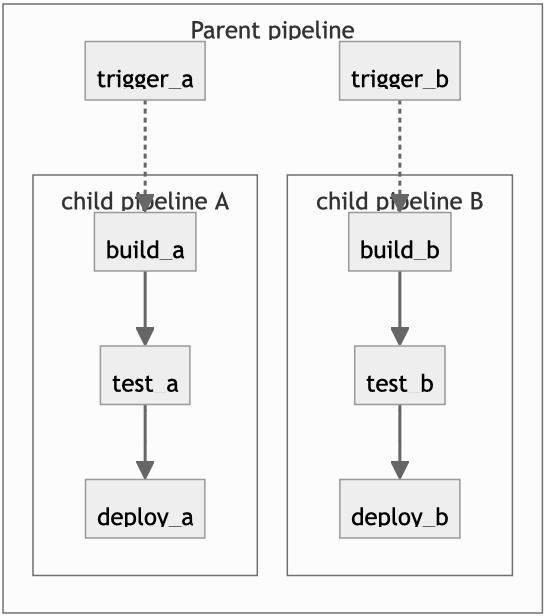 Parent pipeline
trigger_a
trigger_b
child pipeline A
child pipeline B
build_a
build_b
test_a
test_b
deploy_a
deploy_b